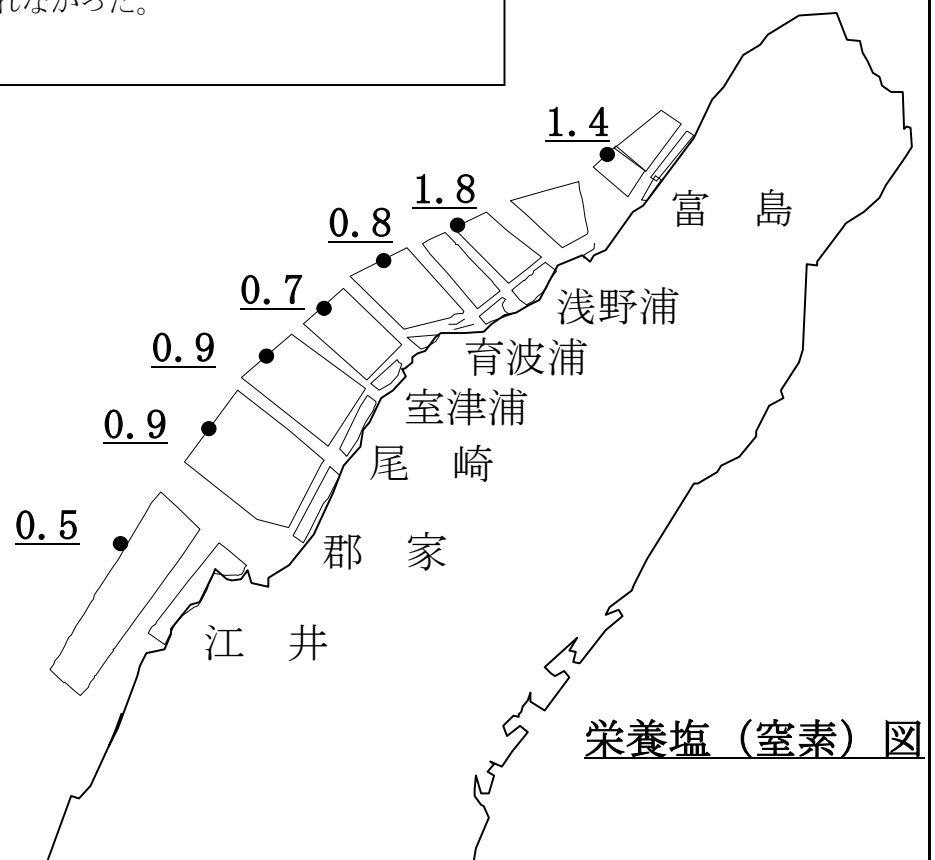 れなかった。
1.4
1.8
0.8
0.7
0.9
0.9
0.5
富 島
浅野浦
育波浦
室津浦
尾 崎
郡 家
江 井
栄養塩（窒素）図